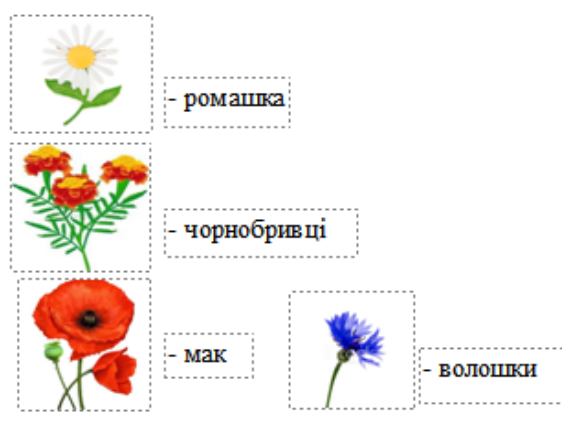 - ромашка
- чорнобривці
- мак
- волошки